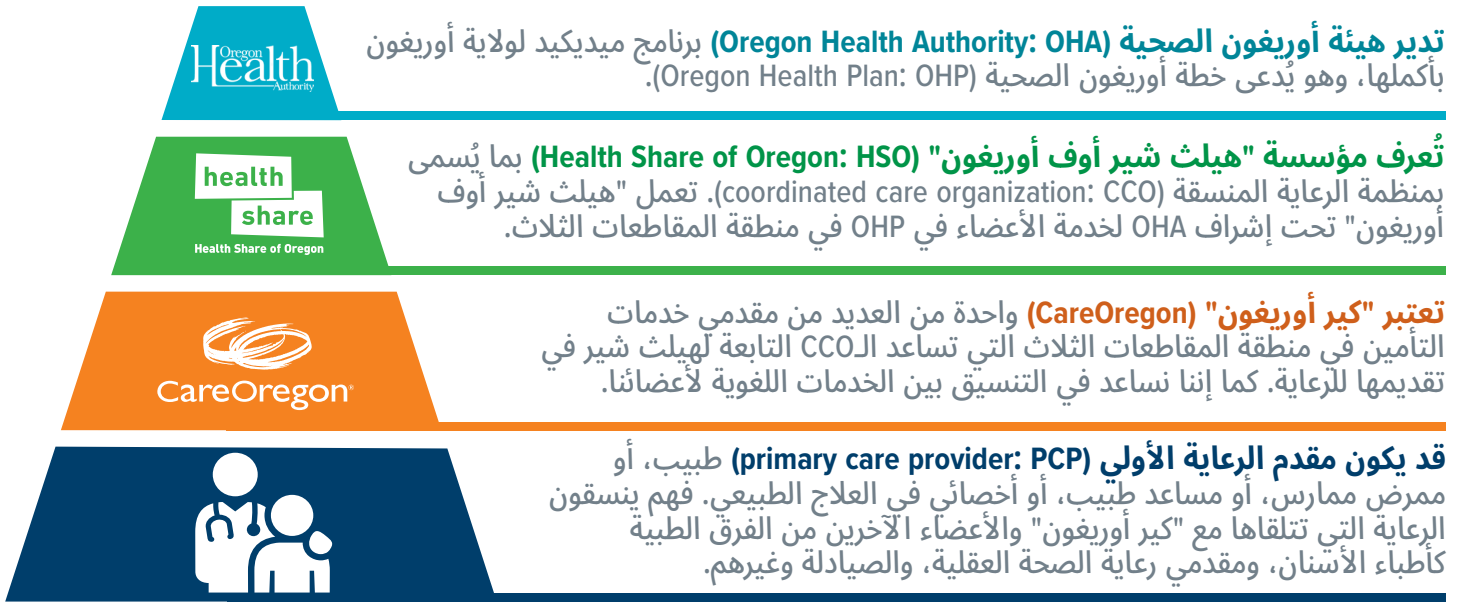 Oregon
Health
Authority
تدير هيئة أوريغون الصحية (Oregon Health Authority: OHA) برنامج ميديكيد لولاية أوريغون
بأكملها، وهو يُدعى خطة أوريغون الصحية (Oregon Health Plan: OHP).
health
share
Health Share of Oregon
تُعرف مؤسسة "هيلث شير أوف أوريغون" (Health Share of Oregon: HSO) بما يُسمى
بمنظمة الرعاية المنسقة (coordinated care organization: CCO). تعمل "هيلث شير أوف
أوريغون" تحت إشراف OHA لخدمة الأعضاء في OHP في منطقة المقاطعات الثلاث.
CareOregon®
تعتبر "كير أوريغون" (CareOregon) واحدة من العديد من مقدمي خدمات
التأمين في منطقة المقاطعات الثلاث التي تساعد الـCCO التابعة لهيلث شير في
تقديمها للرعاية. كما إننا نساعد في التنسيق بين الخدمات اللغوية لأعضائنا.
قد يكون مقدم الرعاية الأولي (primary care provider: PCP) طبيب، أو
ممرض ممارس، أو مساعد طبيب، أو أخصائي في العلاج الطبيعي. فهم ينسقون
الرعاية التي تتلقاها مع "كير أوريغون" والأعضاء الآخرين من الفرق الطبية
كأطباء الأسنان، ومقدمي رعاية الصحة العقلية، والصيادلة وغيرهم.